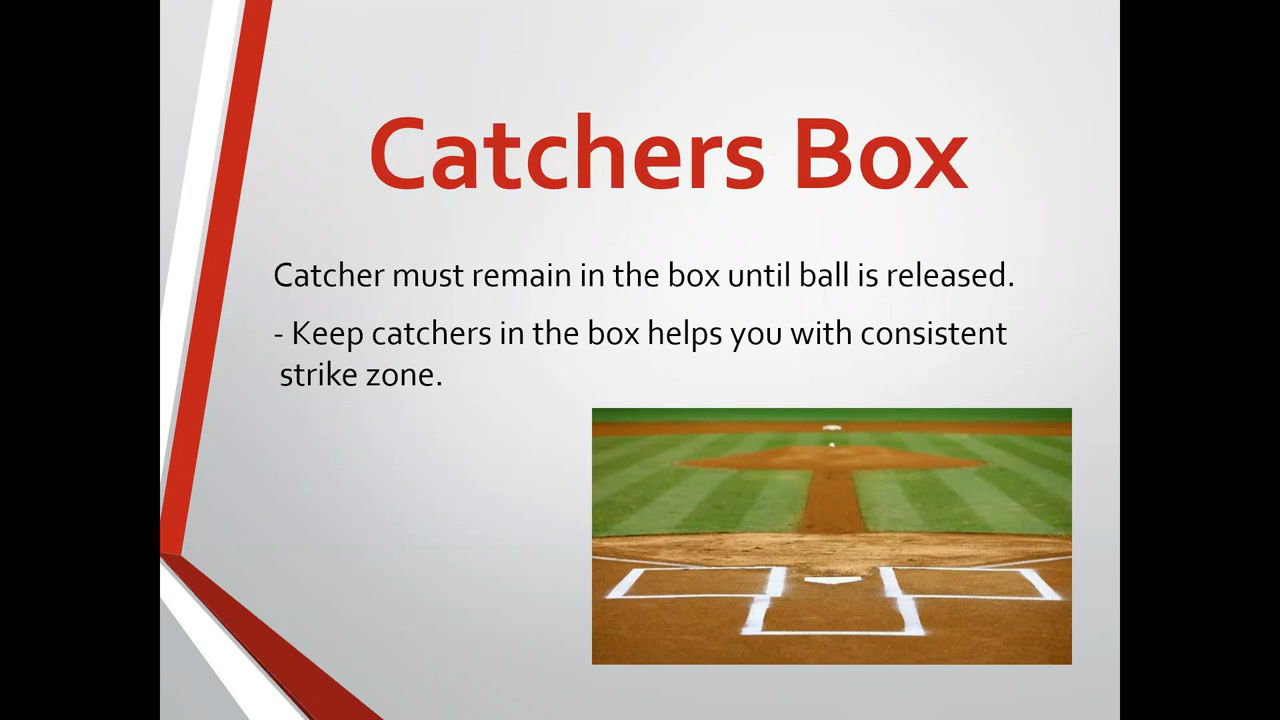 Catchers Box
Catcher must remain in the box until ball is released.
- Keep catchers in the box helps you with consistent
strike zone.